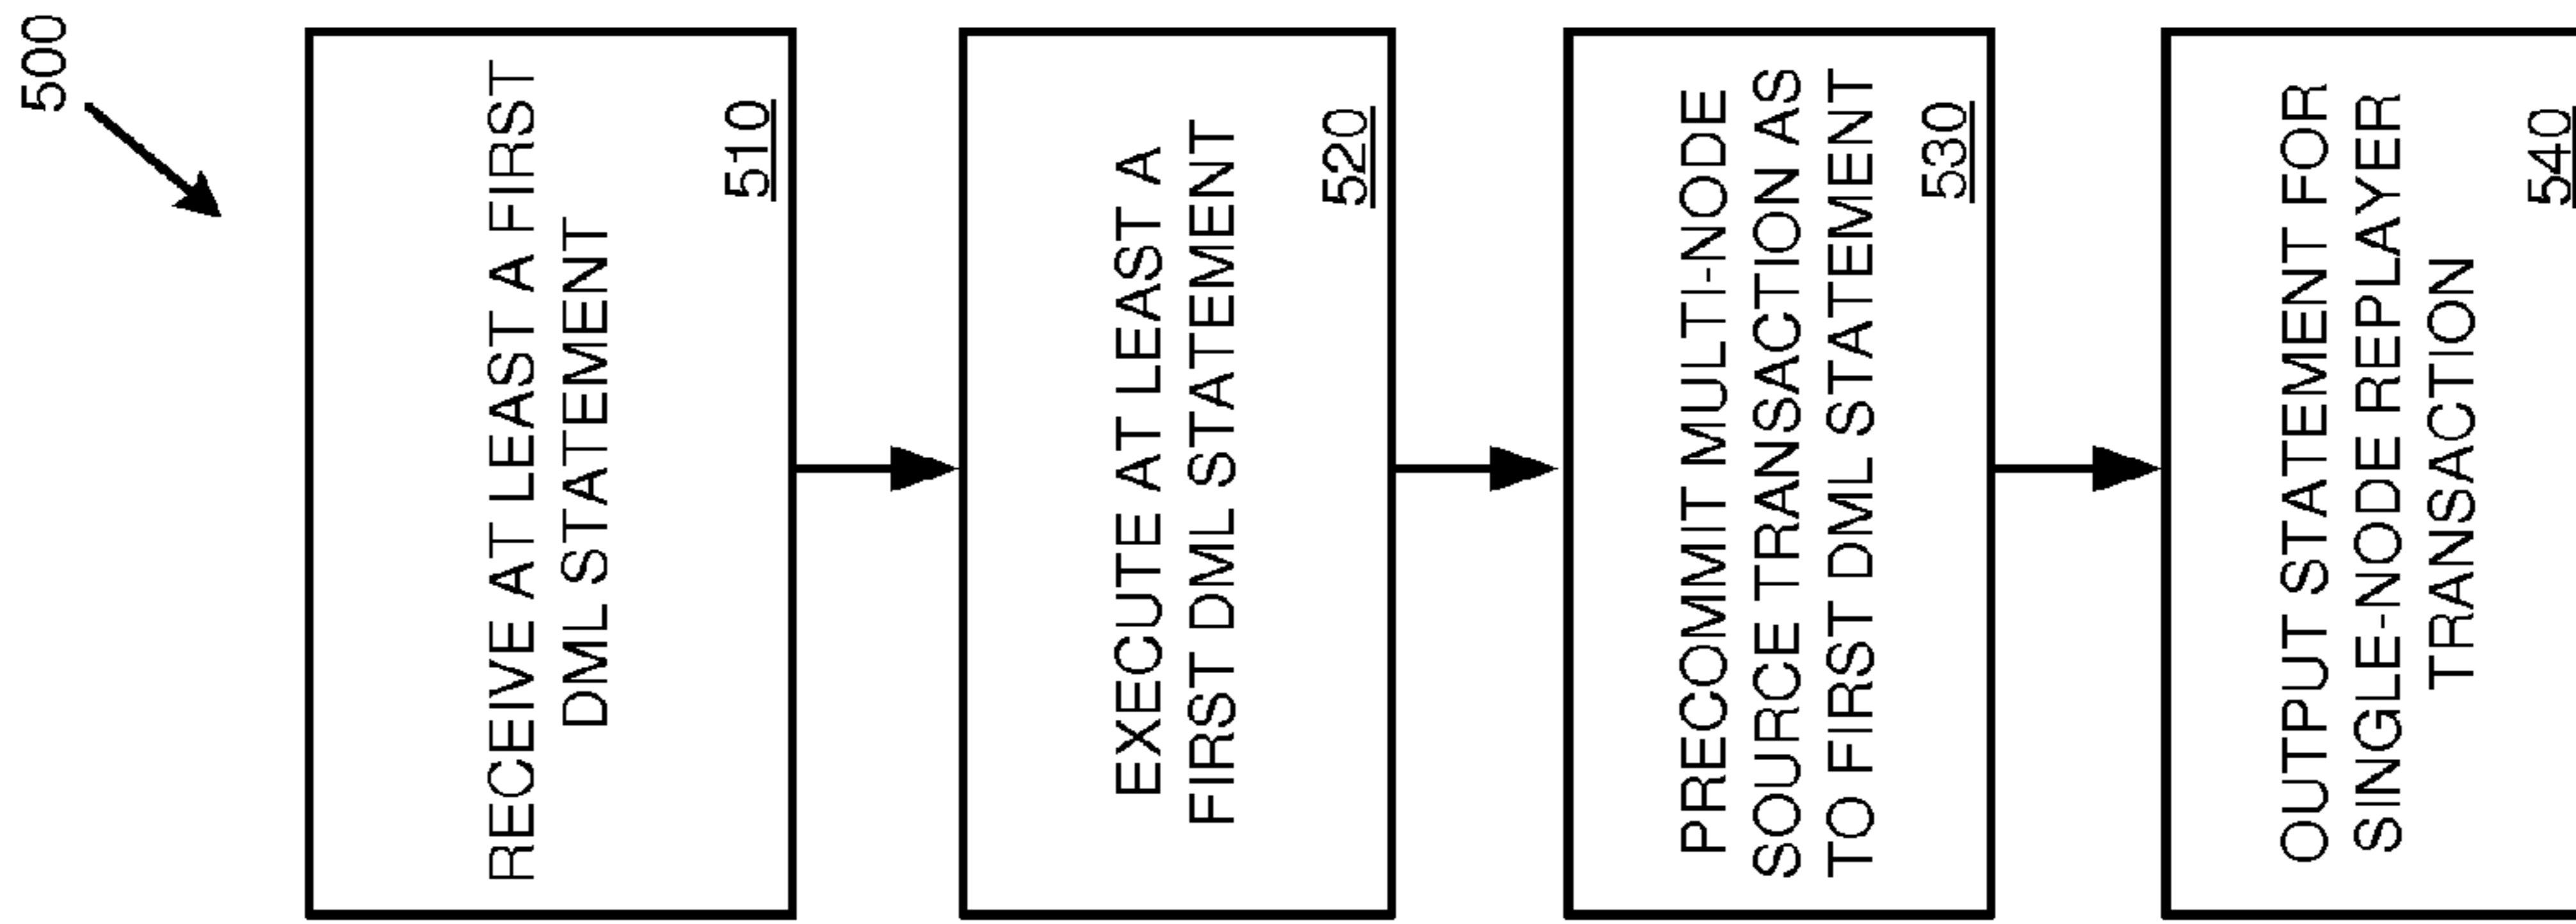 500
RECEIVE AT LEAST A FIRST
DML STATEMENT
510
EXECUTE AT LEAST A
FIRST DML STATEMENT
520
PRECOMMIT MULTI-NODE
SOURCE TRANSACTION AS
TO FIRST DML STATEMENT
530
OUTPUT STATEMENT FOR
SINGLE-NODE REPLAYER
TRANSACTION
540